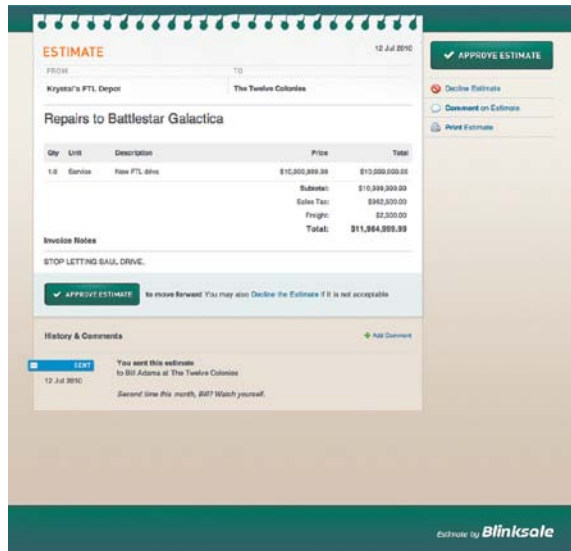 ESTIMATE
12 Jul 2010
FROM
TO
Krystal's FTL Depot
The Twelve Colonies
Repairs to Battlestar Galactica
Qty Unit Description Price Total
1.0 Service New FTL drive
Subtotal:
Sales Tax:
Freight: $2,500.00
Total:
Invoice Notes
STOP LETTING SAUL DRIVE.
APPROVE ESTIMATE to move forward You may also Decline the Estimate if it is not acceptable
History & Comments
Add Comment
SENT
12 Jul 2010
You sent this estimate
to Bill Adama at The Twelve Colonies
Second time this month, Bill? Watch yourself.
APPROVE ESTIMATE
Decline Estimate
Comment on Estimate
Print Estimate
Estimate by Blinksale